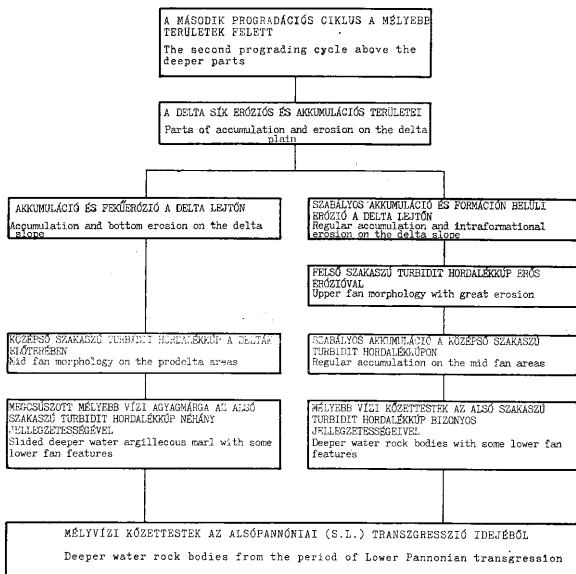 A MÁSODIK PROGRADÁCIÓS CIKLUS A MÉLYEBB
TERÜLETEK FELETT
The second prograding cycle above the
deeper parts
A DELTA SÍK ERÓZIÓS ÉS AKKUMULÁCIÓS TERÜLETEI
Parts of accumulation and erosion on the delta
plain
AKKUMULÁCIÓ ÉS FEKÜERÓZIÓ A DELTA LEJTŐN
Accumulation and bottom erosion on the delta
slope
SZABÁLYOS AKKUMULÁCIÓ ÉS FORMÁCIÓN BELÜLI
ERÓZIÓ A DELTA LEJTŐN
Regular accumulation and intraformational
erosion on the delta slope
FELSŐ SZAKASZÚ TURBIDIT HORDALÉKKÚP ERŐS
ERÓZIÓVAL
Upper fan morphology with great erosion
KÖZÉPSŐ SZAKASZÚ TURBIDIT HORDALÉKKÚP A DELTÁK
ELŐTERÉBEN
Mid fan morphology on the prodelta areas
SZABÁLYOS AKKUMULÁCIÓ A KÖZÉPSŐ SZAKASZÚ
TURBIDIT HORDALÉKKÚPON
Regular accumulation on the mid fan areas
MEGCSÚSZOTT MÉLYEBB VÍZI AGYAGMÁRGA AZ ALSÓ
SZAKASZÚ TURBIDIT HORDALÉKKÚP NÉHÁNY
JELLEGZETESSÉGÉVEL
Slided deeper water argillecous marl with some
lower fan features
MÉLYEBB VÍZI KŐZETTESTEK AZ ALSÓ SZAKASZÚ
TURBIDIT HORDALÉKKÚP BIZONYOS
JELLEGZETESSÉGEIVEL
Deeper water rock bodies with some lower fan
features
MÉLYVÍZI KŐZETTESTEK AZ ALSÓPANNÓNIAI (S.L.) TRANSZGRESSZIÓ IDEJÉBŐL
Deeper water rock bodies from the period of Lower Pannonian transgression